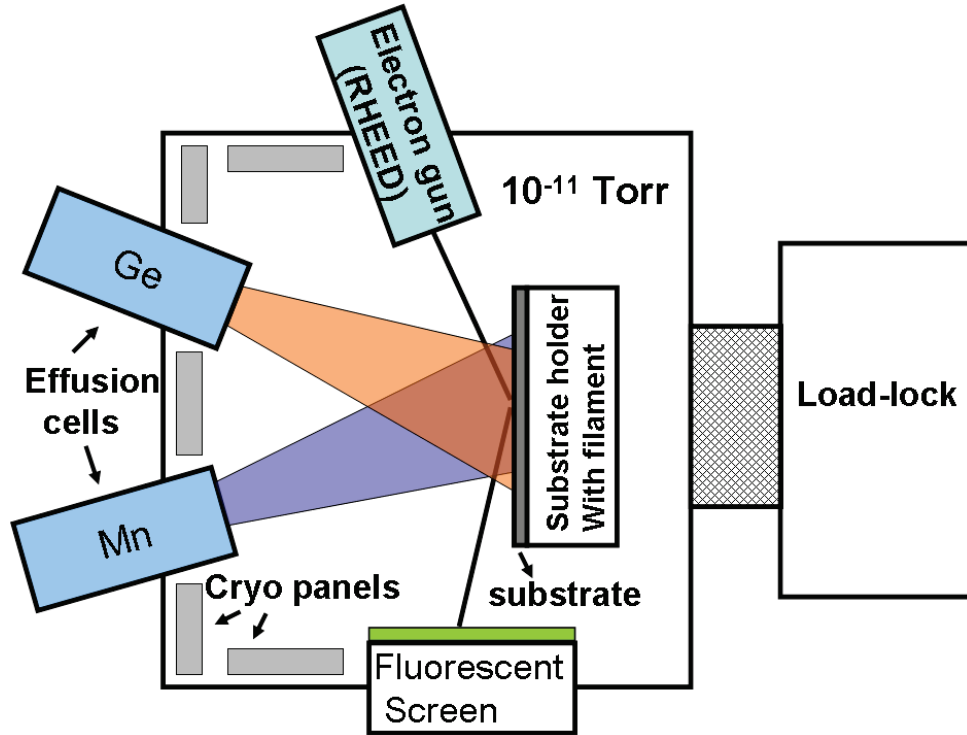 Electron gun
(RHEED)
10⁻¹¹ Torr
Ge
Effusion
cells
Mn
Substrate holder
With filament
Load-lock
Cryo panels
substrate
Fluorescent
Screen